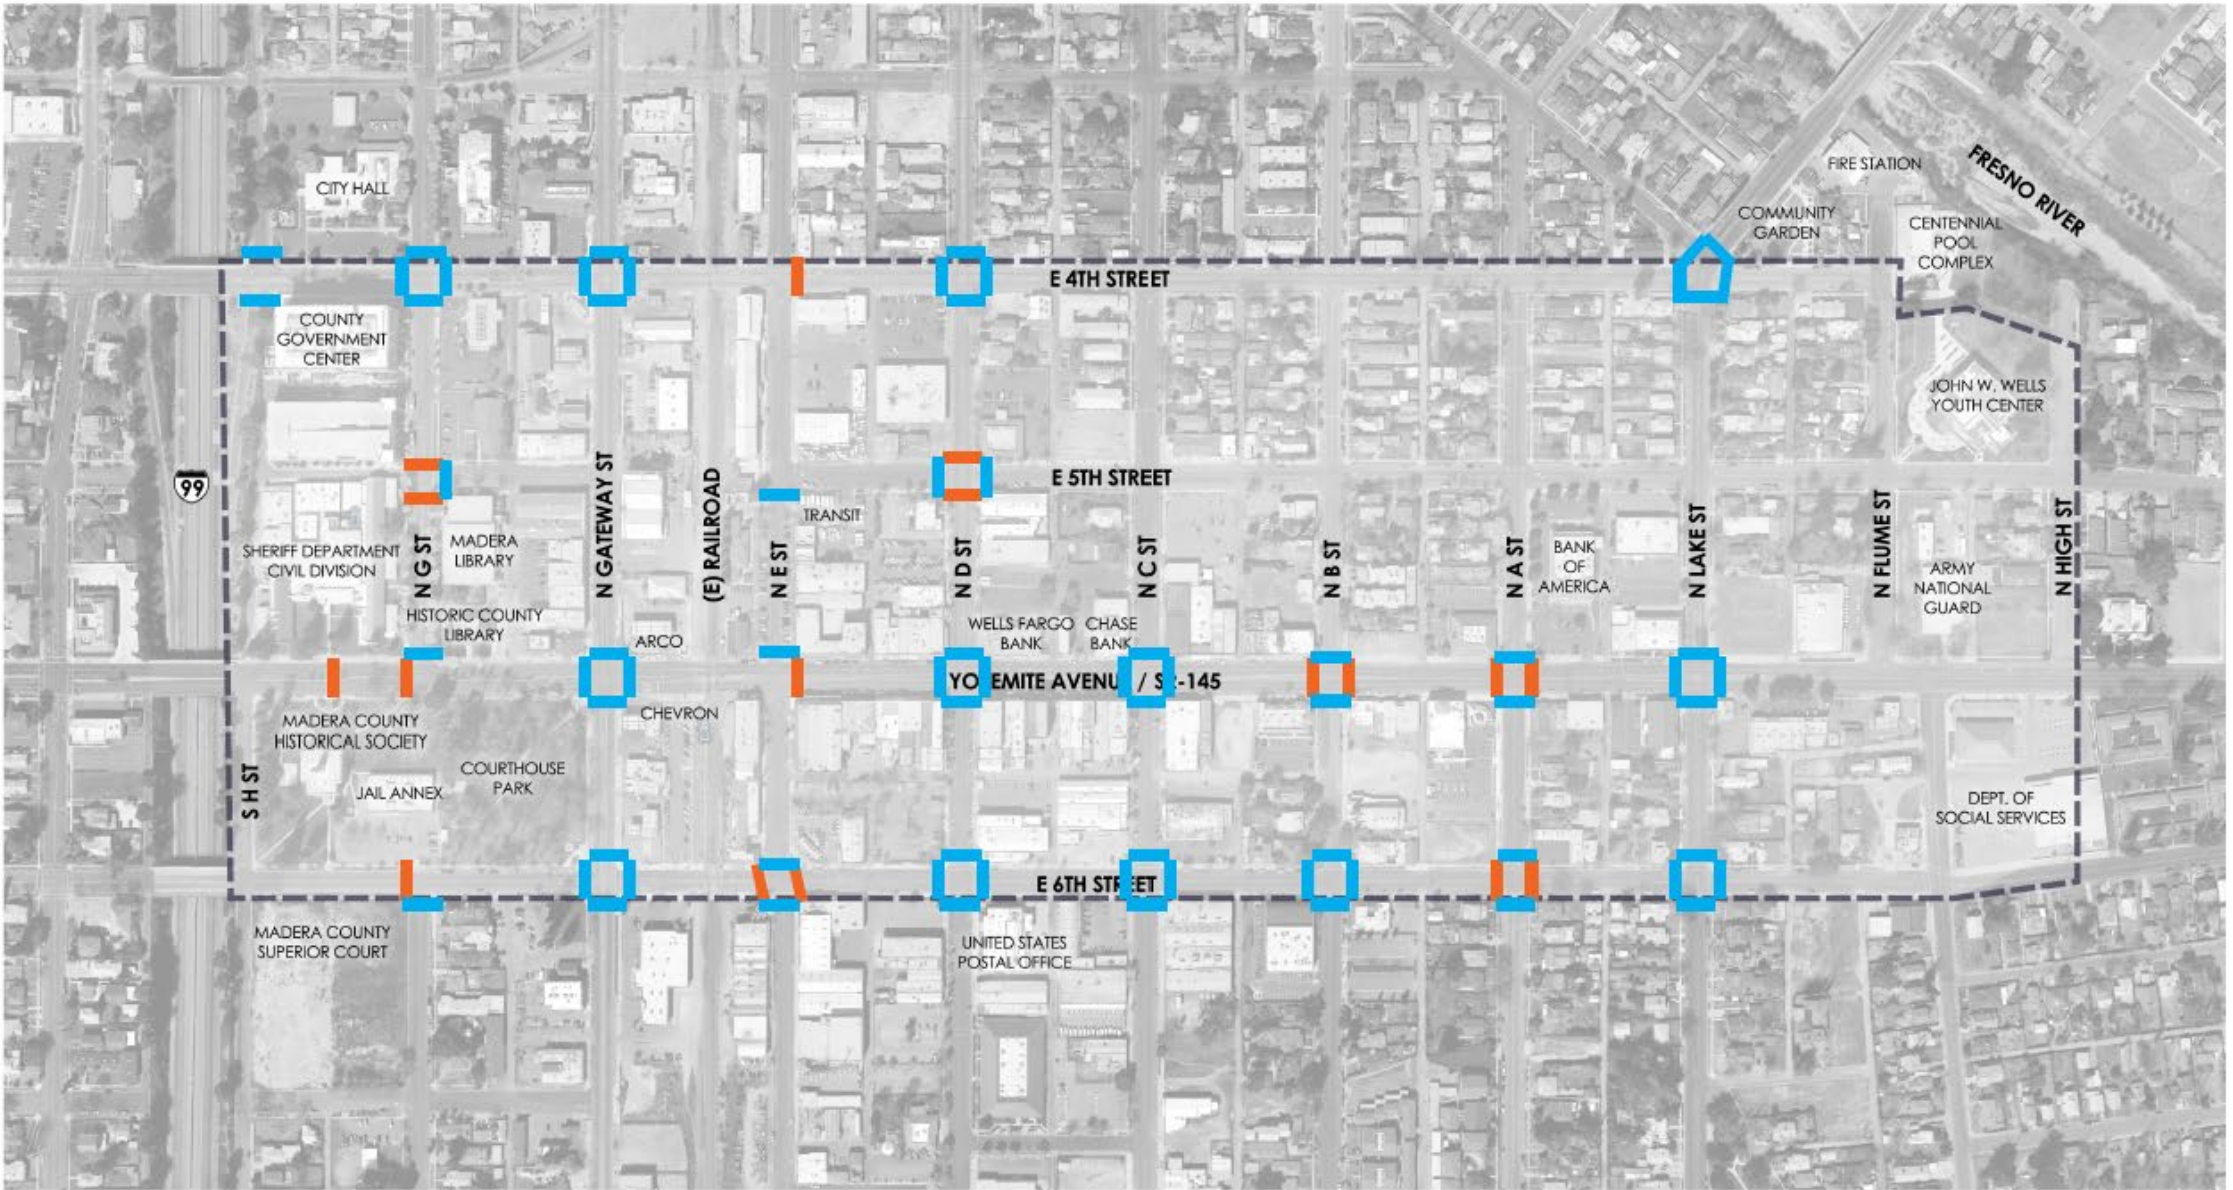 FIRE STATION
FRESNO RIVER
CITY HALL
COMMUNITY
GARDEN
CENTENNIAL
POOL
COMPLEX
E 4TH STREET
COUNTY
GOVERNMENT
CENTER
JOHN W. WELLS
YOUTH CENTER
99
E 5TH STREET
TRANSIT
SHERIFF DEPARTMENT
CIVIL DIVISION
N G ST
MADERA
LIBRARY
N GATEWAY ST
(E) RAILROAD
N E ST
N D ST
N C ST
N B ST
N A ST
BANK
OF
AMERICA
N LAKE ST
N FLUME ST
ARMY
NATIONAL
GUARD
N HIGH ST
HISTORIC COUNTY
LIBRARY
ARCO
WELLS FARGO
BANK
CHASE
BANK
YOSEMITE AVENUE / SR-145
CHEVRON
MADERA COUNTY
HISTORICAL SOCIETY
S H ST
JAIL ANNEX
COURTHOUSE
PARK
DEPT. OF
SOCIAL SERVICES
E 6TH STREET
MADERA COUNTY
SUPERIOR COURT
UNITED STATES
POSTAL OFFICE